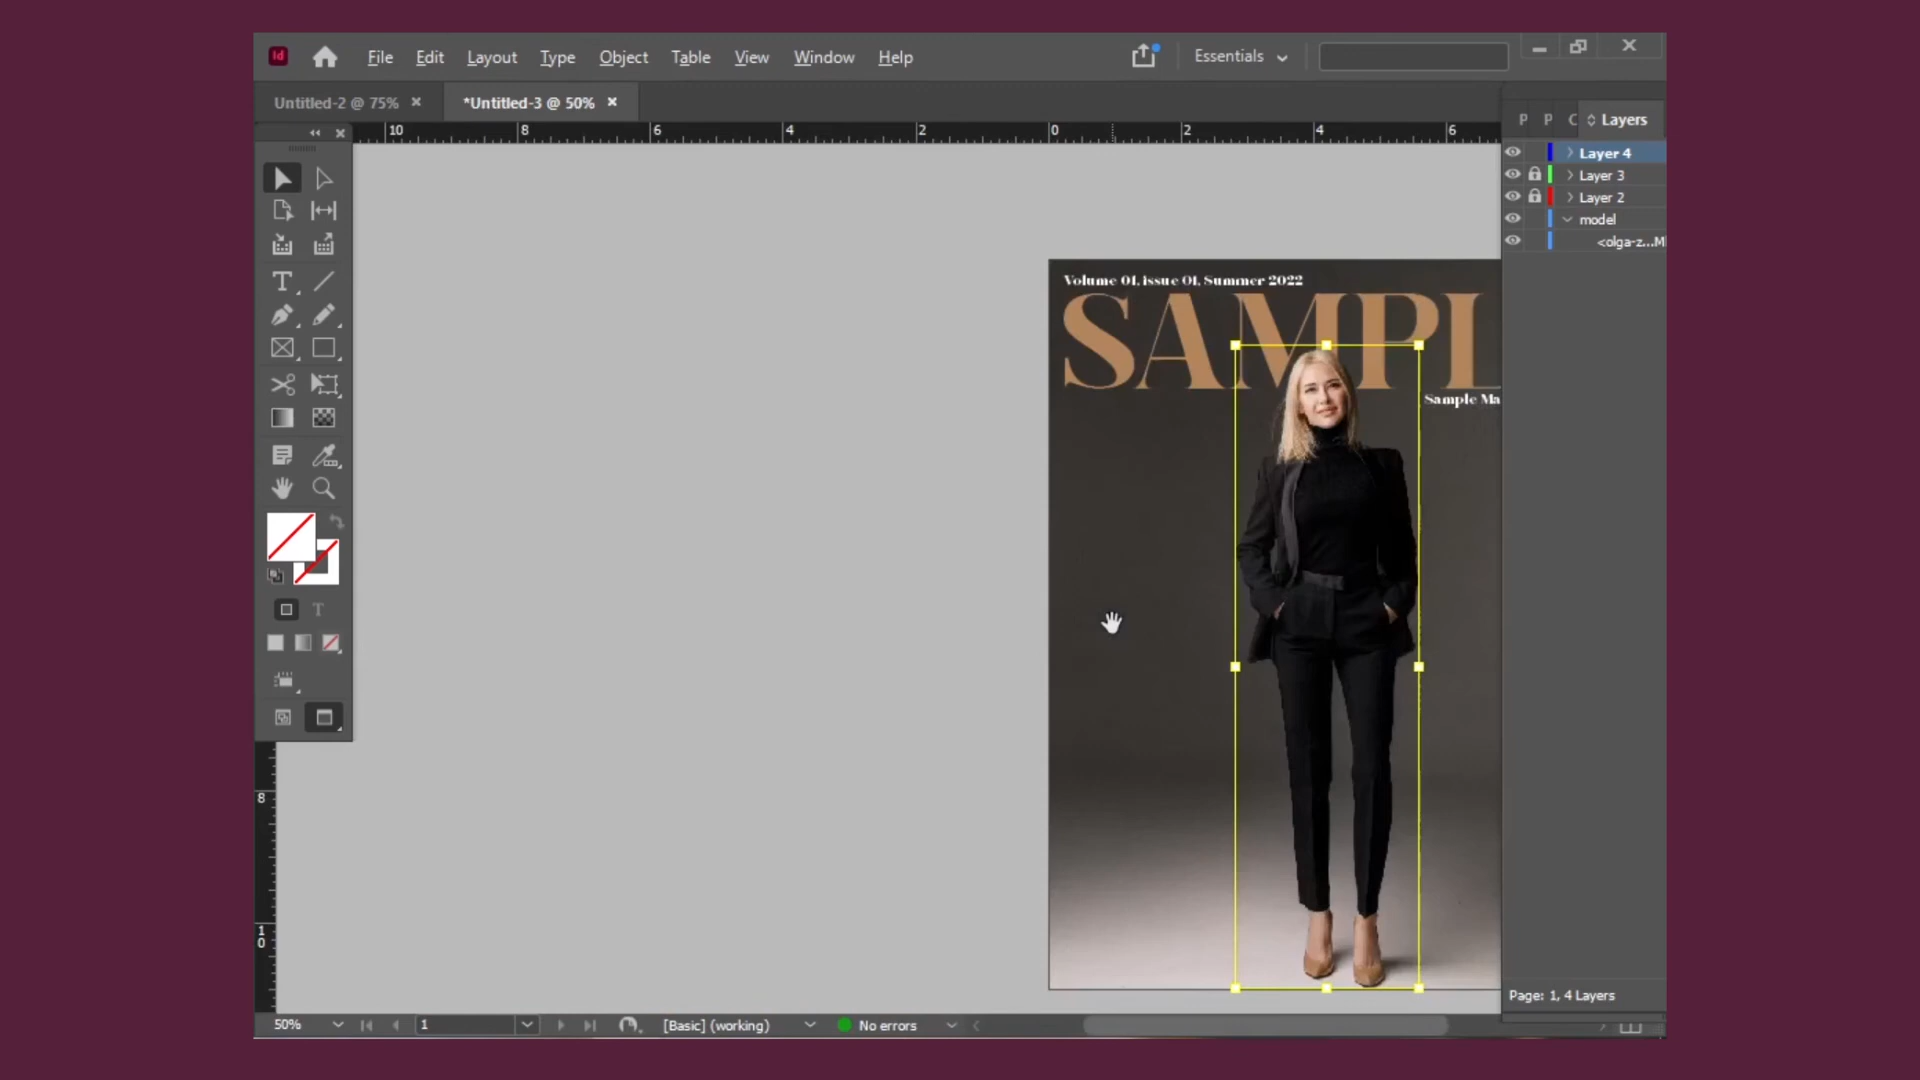 Id File Edit Layout Type Object Table View Window Help Essentials
Untitled-2 @ 75% *Untitled-3 @ 50%
10 8 6 4 2 0 2 4 6
P P C Layers
Layer 4
Layer 3
Layer 2
model
<olga-z...M
Volume 01, issue 01, Summer 2022
SAMPL
Sample Ma
8
10
Page: 1, 4 Layers
50% 1 [Basic] (working) No errors